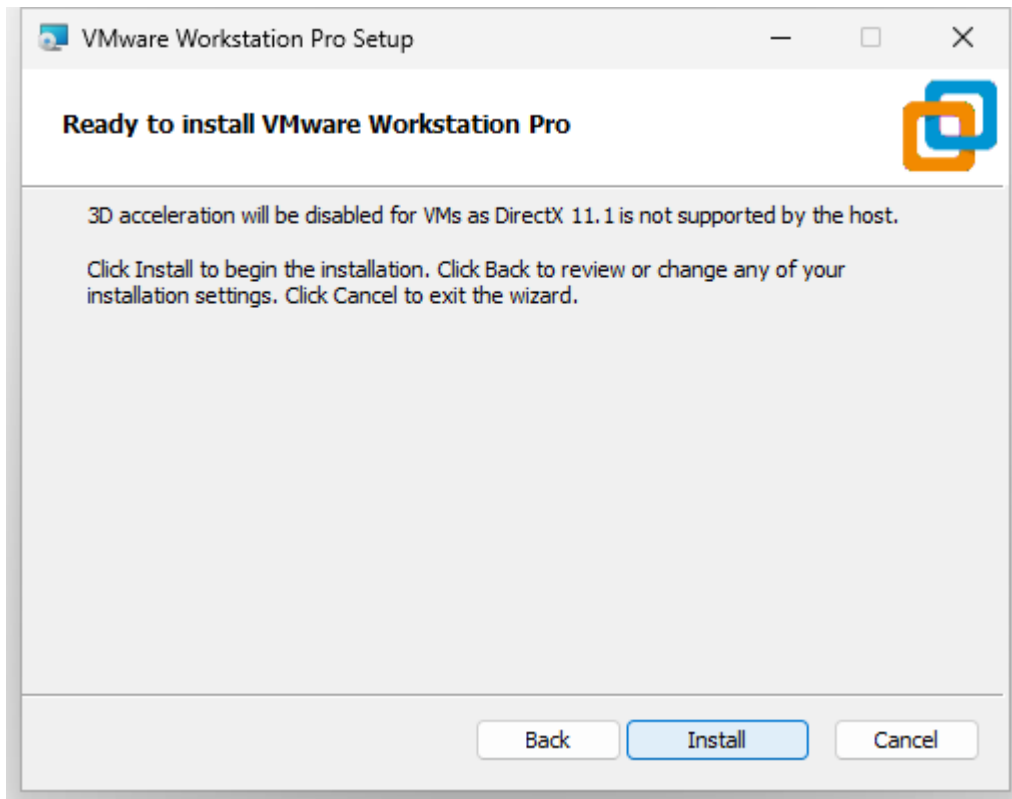 VMware Workstation Pro Setup
Ready to install VMware Workstation Pro
3D acceleration will be disabled for VMs as DirectX 11.1 is not supported by the host.
Click Install to begin the installation. Click Back to review or change any of your
installation settings. Click Cancel to exit the wizard.
Back Install Cancel